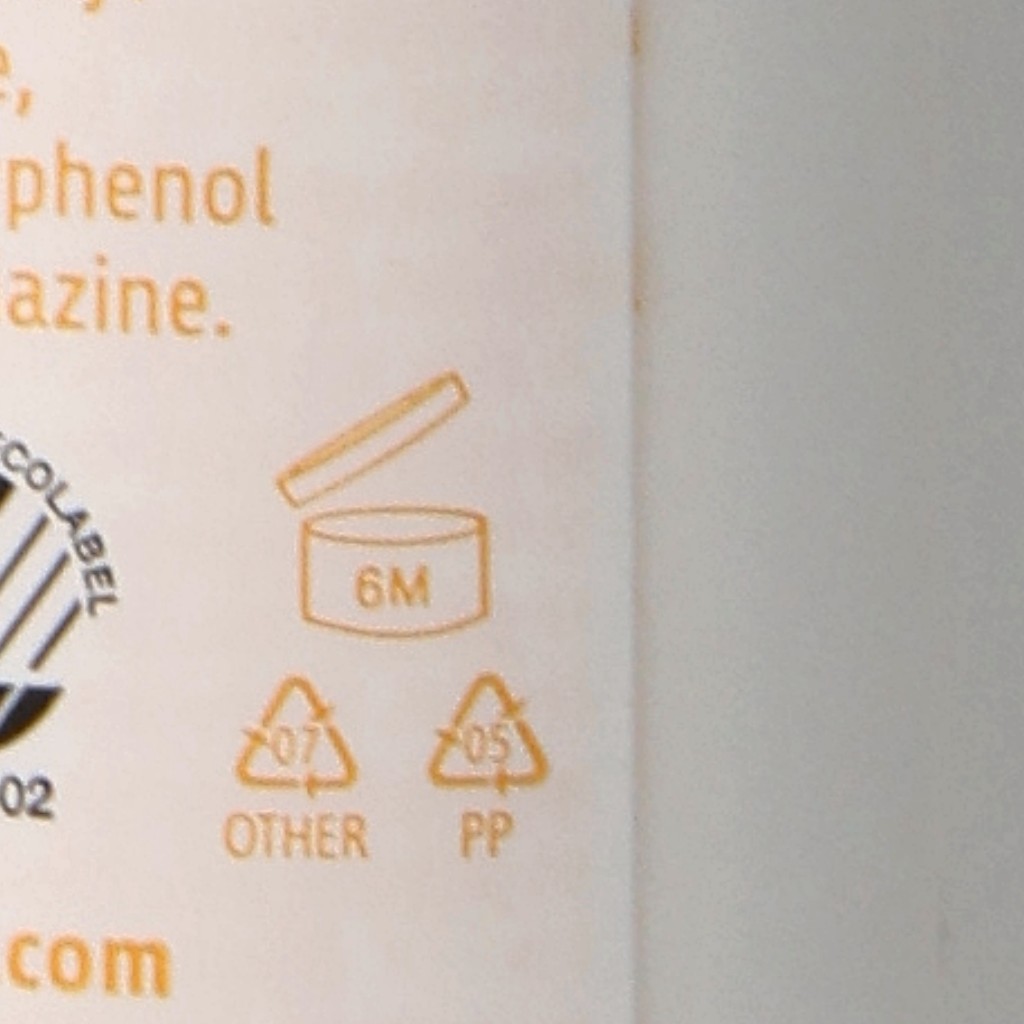 phenol
azine.
COLABEL
6M
02
07
05
OTHER
PP
.com